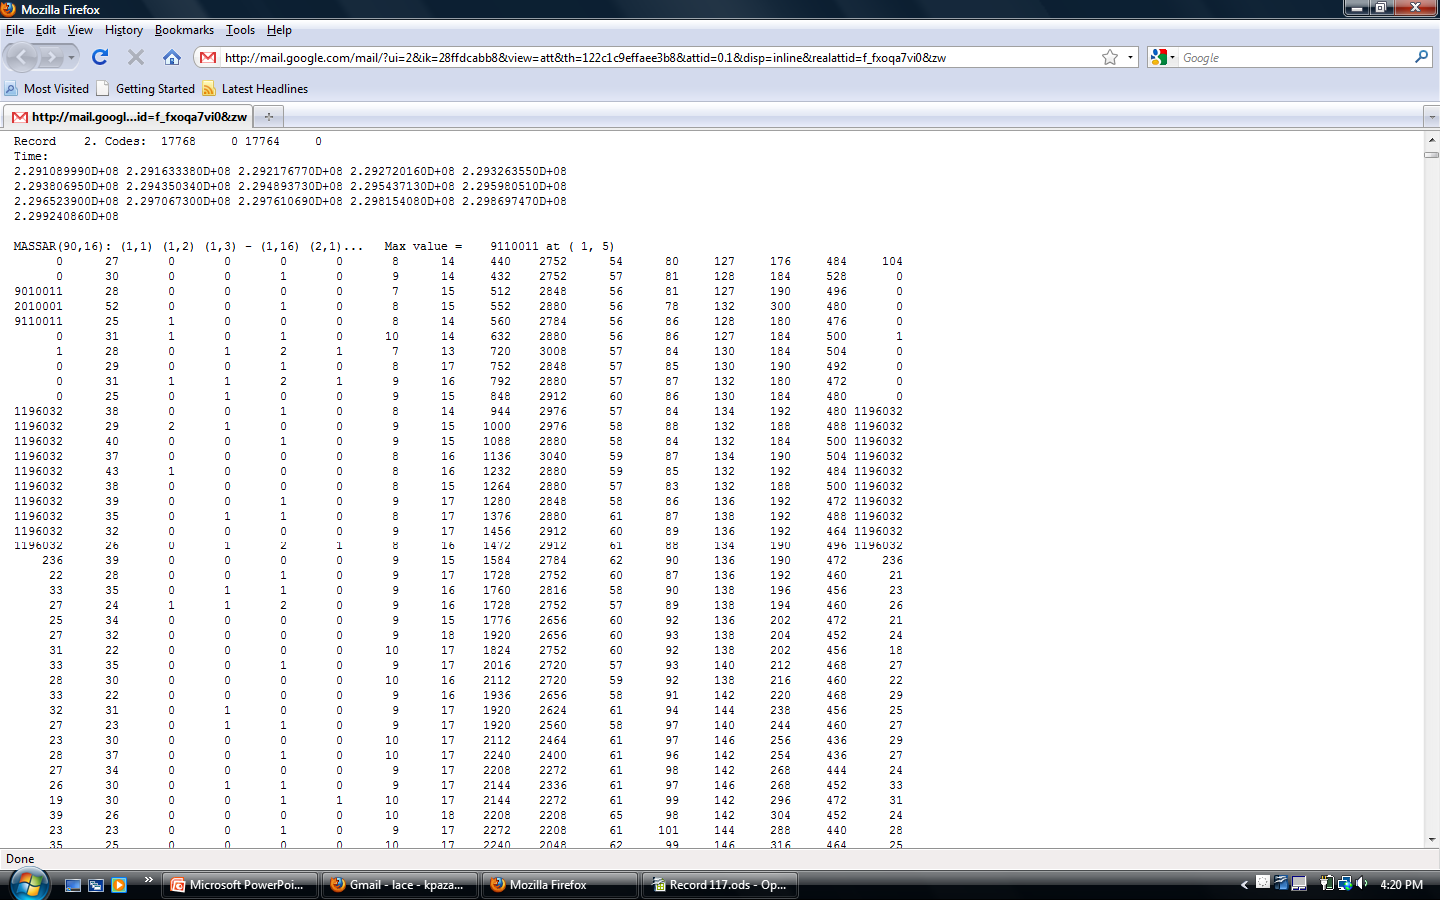 Mozilla Firefox
File Edit View History Bookmarks Tools Help
http://mail.google.com/mail/?ui=2&ik=28ffdcabb8&view=att&th=122c1c9effaee3b8&attid=0.1&disp=inline&realattid=f_fxoqa7vi0&zw Google
Most Visited Getting Started Latest Headlines
http://mail.googl...id=f_fxoqa7vi0&zw
Record 2. Codes: 17768 0 17764 0
Time:
2.291089990D+08 2.291633380D+08 2.292176770D+08 2.292720160D+08 2.293263550D+08
2.293806950D+08 2.294350340D+08 2.294893730D+08 2.295437130D+08 2.295980510D+08
2.296523900D+08 2.297067300D+08 2.297610690D+08 2.298154080D+08 2.298697470D+08
2.299240860D+08
MASSAR(90,16): (1,1) (1,2) (1,3) - (1,16) (2,1)... Max value = 9110011 at ( 1, 5)
0 27 0 0 0 0 8 14 440 2752 54 80 127 176 484 104
0 30 0 0 1 0 9 14 432 2752 57 81 128 184 528 0
9010011 28 0 0 0 0 7 15 512 2848 56 81 127 190 496 0
2010001 52 0 0 1 0 8 15 552 2880 56 78 132 300 480 0
9110011 25 1 0 0 0 8 14 560 2784 56 86 128 180 476 0
0 31 1 0 1 0 10 14 632 2880 56 86 127 184 500 1
1 28 0 1 2 1 7 13 720 3008 57 84 130 184 504 0
0 29 0 0 1 0 8 17 752 2848 57 85 130 190 492 0
0 31 1 1 2 1 9 16 792 2880 57 87 132 180 472 0
0 25 0 1 0 0 9 15 848 2912 60 86 130 184 480 0
1196032 38 0 0 1 0 8 14 944 2976 57 84 134 192 480 1196032
1196032 29 2 1 0 0 9 15 1000 2976 58 88 132 188 488 1196032
1196032 40 0 0 1 0 9 15 1088 2880 58 84 132 184 500 1196032
1196032 37 0 0 0 0 8 16 1136 3040 59 87 134 190 504 1196032
1196032 43 1 0 0 0 8 16 1232 2880 59 85 132 192 484 1196032
1196032 38 0 0 0 0 8 15 1264 2880 57 83 132 188 500 1196032
1196032 39 0 0 1 0 9 17 1280 2848 58 86 136 192 472 1196032
1196032 35 0 1 1 0 8 17 1376 2880 61 87 138 192 488 1196032
1196032 32 0 0 0 0 9 17 1456 2912 60 89 136 192 464 1196032
1196032 26 0 1 2 1 8 16 1472 2912 61 88 134 190 496 1196032
236 39 0 0 0 0 9 15 1584 2784 62 90 136 190 472 236
22 28 0 0 1 0 9 17 1728 2752 60 87 136 192 460 21
33 35 0 1 1 0 9 16 1760 2816 58 90 138 196 456 23
27 24 1 1 2 0 9 16 1728 2752 57 89 138 194 460 26
25 34 0 0 0 0 9 15 1776 2656 60 92 136 202 472 21
27 32 0 0 0 0 9 18 1920 2656 60 93 138 204 452 24
31 22 0 0 0 0 10 17 1824 2752 60 92 138 202 456 18
33 35 0 0 1 0 9 17 2016 2720 57 93 140 212 468 27
28 30 0 0 0 0 10 16 2112 2720 59 92 138 216 460 22
33 22 0 0 0 0 9 16 1936 2656 58 91 142 220 468 29
32 31 0 1 0 0 9 17 1920 2624 61 94 144 238 456 25
27 23 0 1 1 0 9 17 1920 2560 58 97 140 244 460 27
23 30 0 0 0 0 10 17 2112 2464 61 97 146 256 436 29
28 37 0 0 1 0 10 17 2240 2400 61 96 142 254 436 27
27 34 0 0 0 0 9 17 2208 2272 61 98 142 268 444 24
26 30 0 1 1 0 9 17 2144 2336 61 97 146 268 452 33
19 30 0 0 1 1 10 17 2144 2272 61 99 142 296 472 31
39 26 0 0 0 0 10 18 2208 2208 65 98 142 304 452 24
23 23 0 0 1 0 9 17 2272 2208 61 101 144 288 440 28
35 25 0 0 0 0 10 17 2240 2048 62 99 146 316 464 25
Done
Microsoft PowerPoi... Gmail - lace - kpaza... Mozilla Firefox Record 117.ods - Op... 4:20 PM